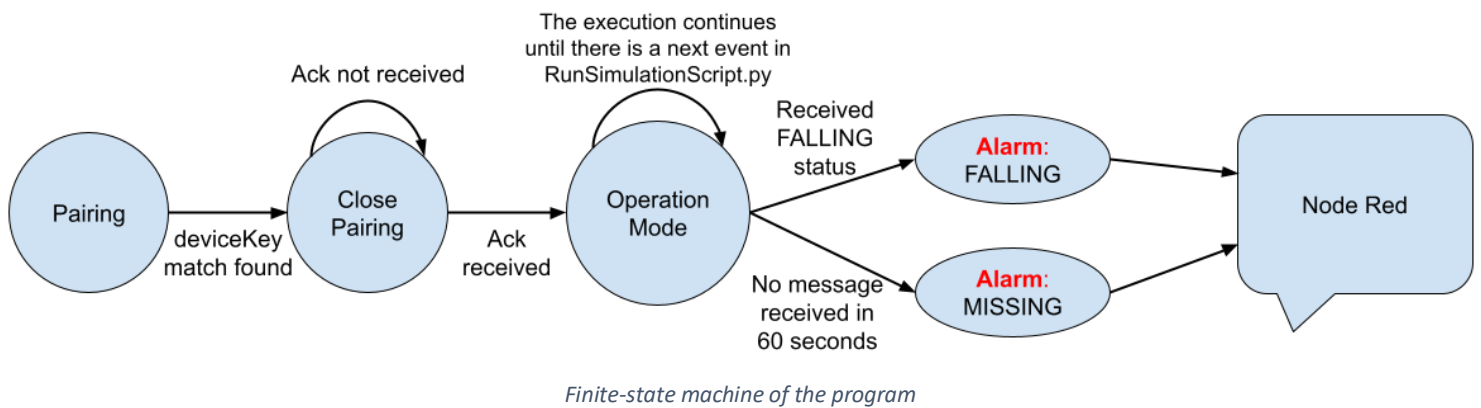 The execution continues
until there is a next event in
RunSimulationScript.py
Ack not received
Received
FALLING
status
Alarm:
FALLING
Pairing
Close
Pairing
Operation
Mode
Node Red
deviceKey
match found
Ack
received
No message
received in
60 seconds
Alarm:
MISSING
Finite-state machine of the program